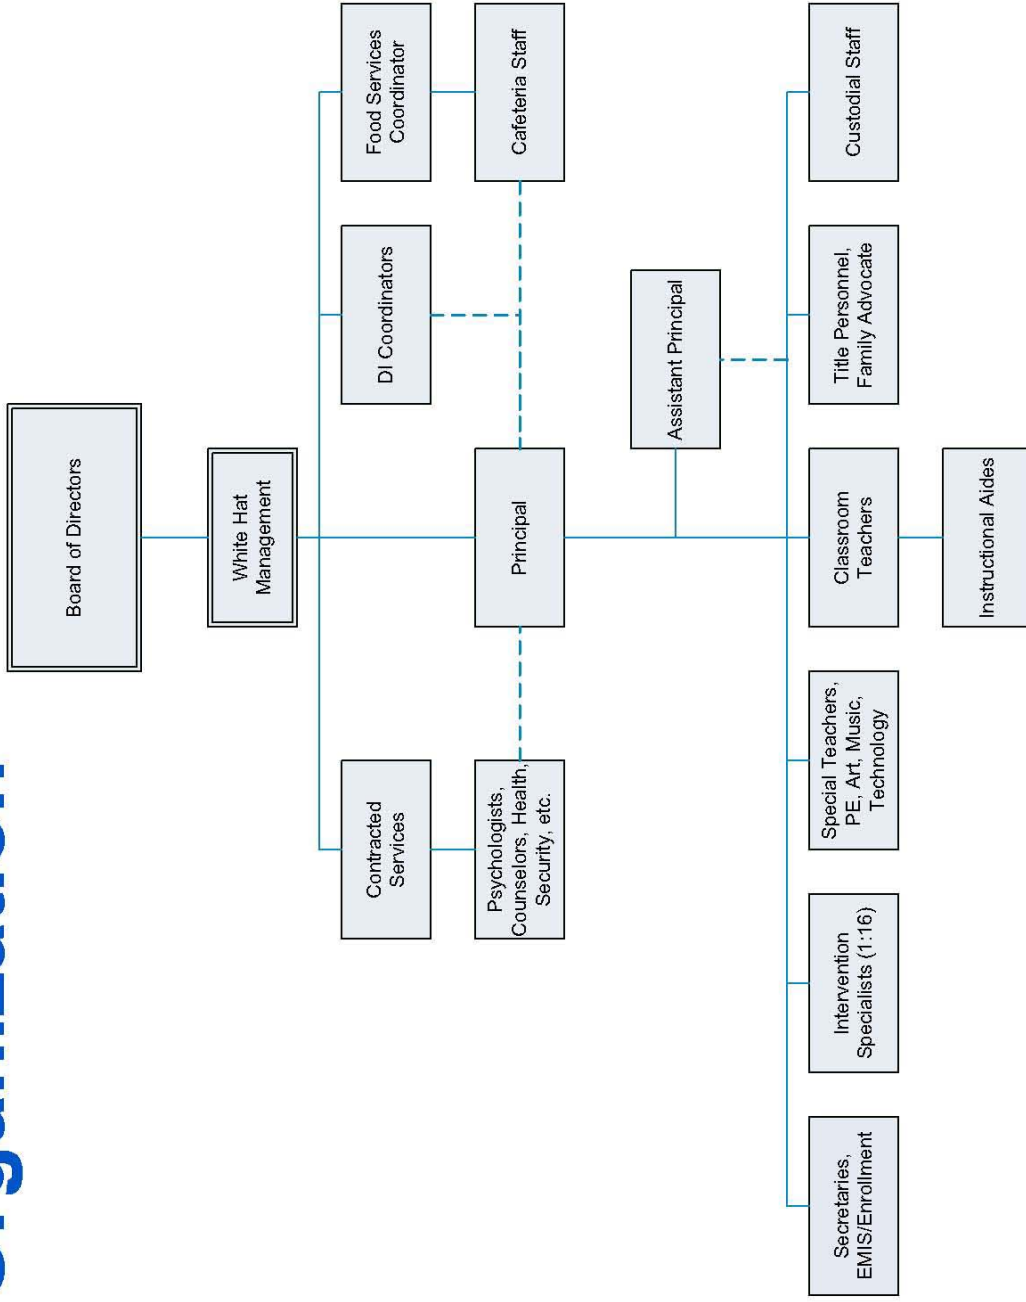 Organization
Board of Directors
White Hat
Management
Contracted
Services
DI Coordinators
Food Services
Coordinator
Psychologists,
Counselors, Health,
Security, etc.
Principal
Cafeteria Staff
Assistant Principal
Secretaries,
EMIS/Enrollment
Intervention
Specialists (1:16)
Special Teachers,
PE, Art, Music,
Technology
Classroom
Teachers
Title Personnel,
Family Advocate
Custodial Staff
Instructional Aides